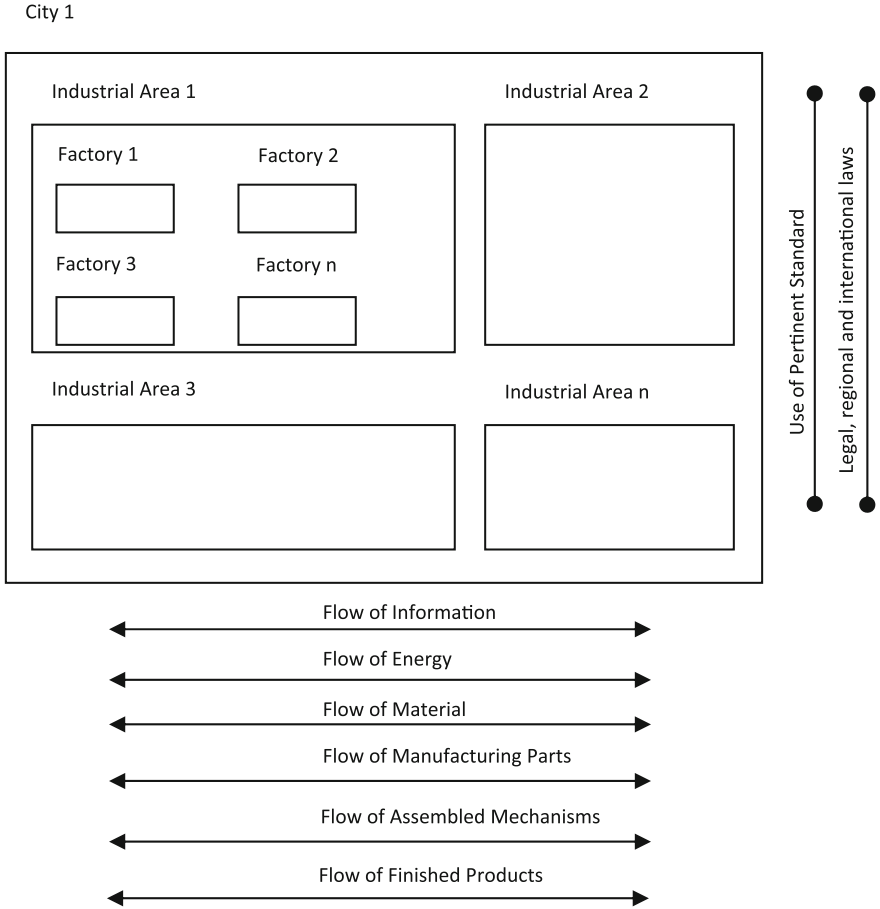 City 1
Industrial Area 1
Industrial Area 2
Factory 1
Factory 2
Factory 3
Factory n
Industrial Area 3
Industrial Area n
Use of Pertinent Standard
Legal, regional and international laws
Flow of Information
Flow of Energy
Flow of Material
Flow of Manufacturing Parts
Flow of Assembled Mechanisms
Flow of Finished Products